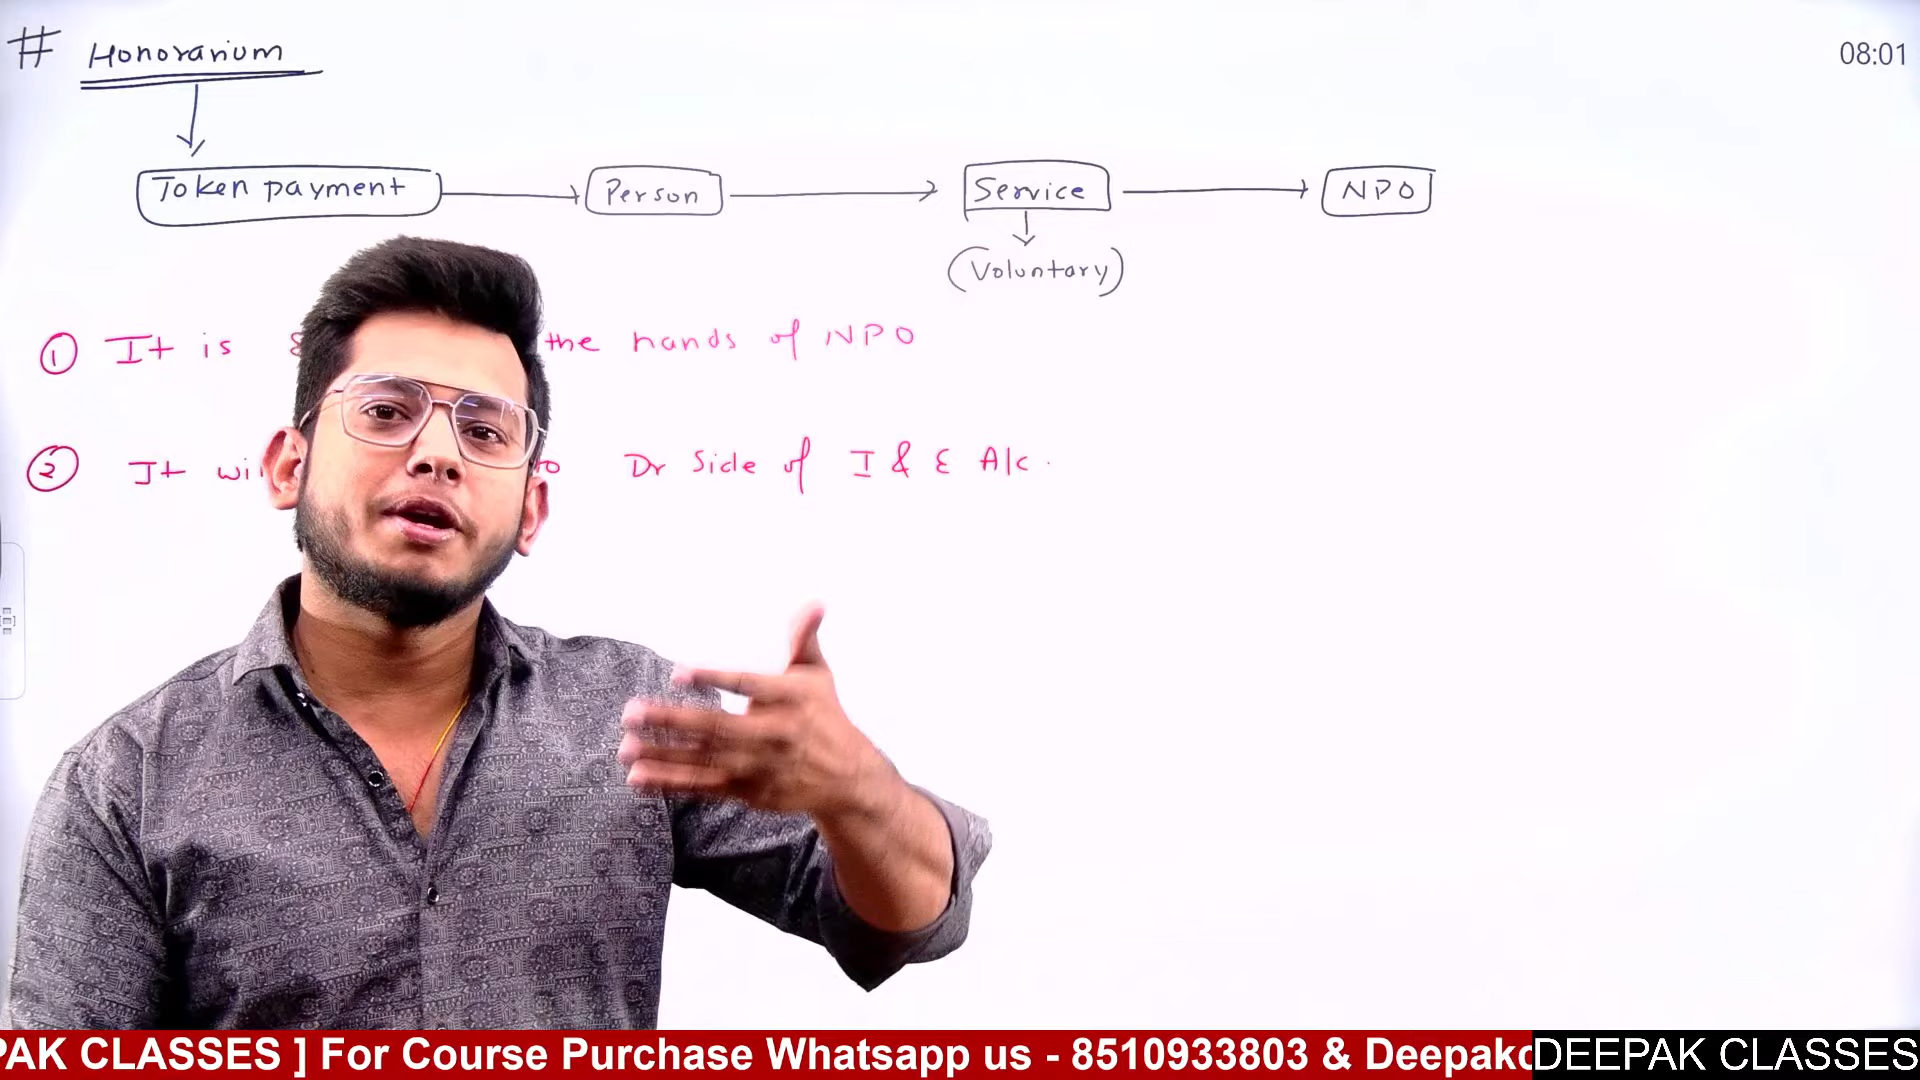 # Honorarium
08:01
Token payment Person Service NPO
(Voluntary)
① It is the hands of NPO
② It Dr Side of I & E A/c.
PAK CLASSES ] For Course Purchase Whatsapp us - 8510933803 & Deepak
DEEPAK CLASSES